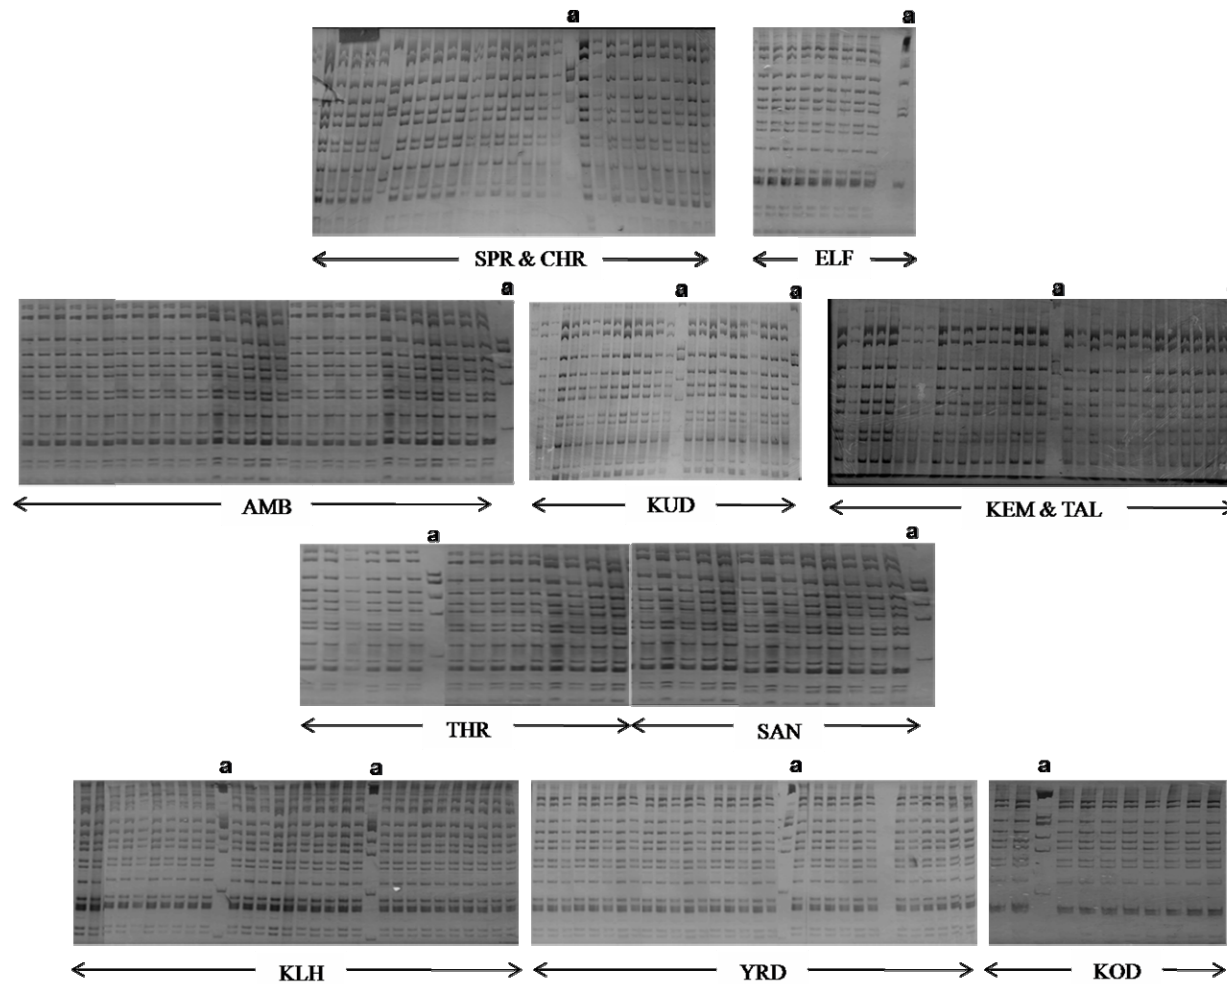 a a
SPR & CHR ELF
a a a a
AMB KUD KEM & TAL
a a
THR SAN
a a a a
KLH YRD KOD